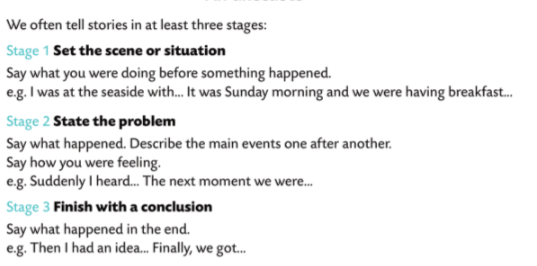 We often tell stories in at least three stages:
Stage 1 Set the scene or situation
Say what you were doing before something happened.
e.g. I was at the seaside with... It was Sunday morning and we were having breakfast...
Stage 2 State the problem
Say what happened. Describe the main events one after another.
Say how you were feeling.
e.g. Suddenly I heard... The next moment we were...
Stage 3 Finish with a conclusion
Say what happened in the end.
e.g. Then I had an idea... Finally, we got...